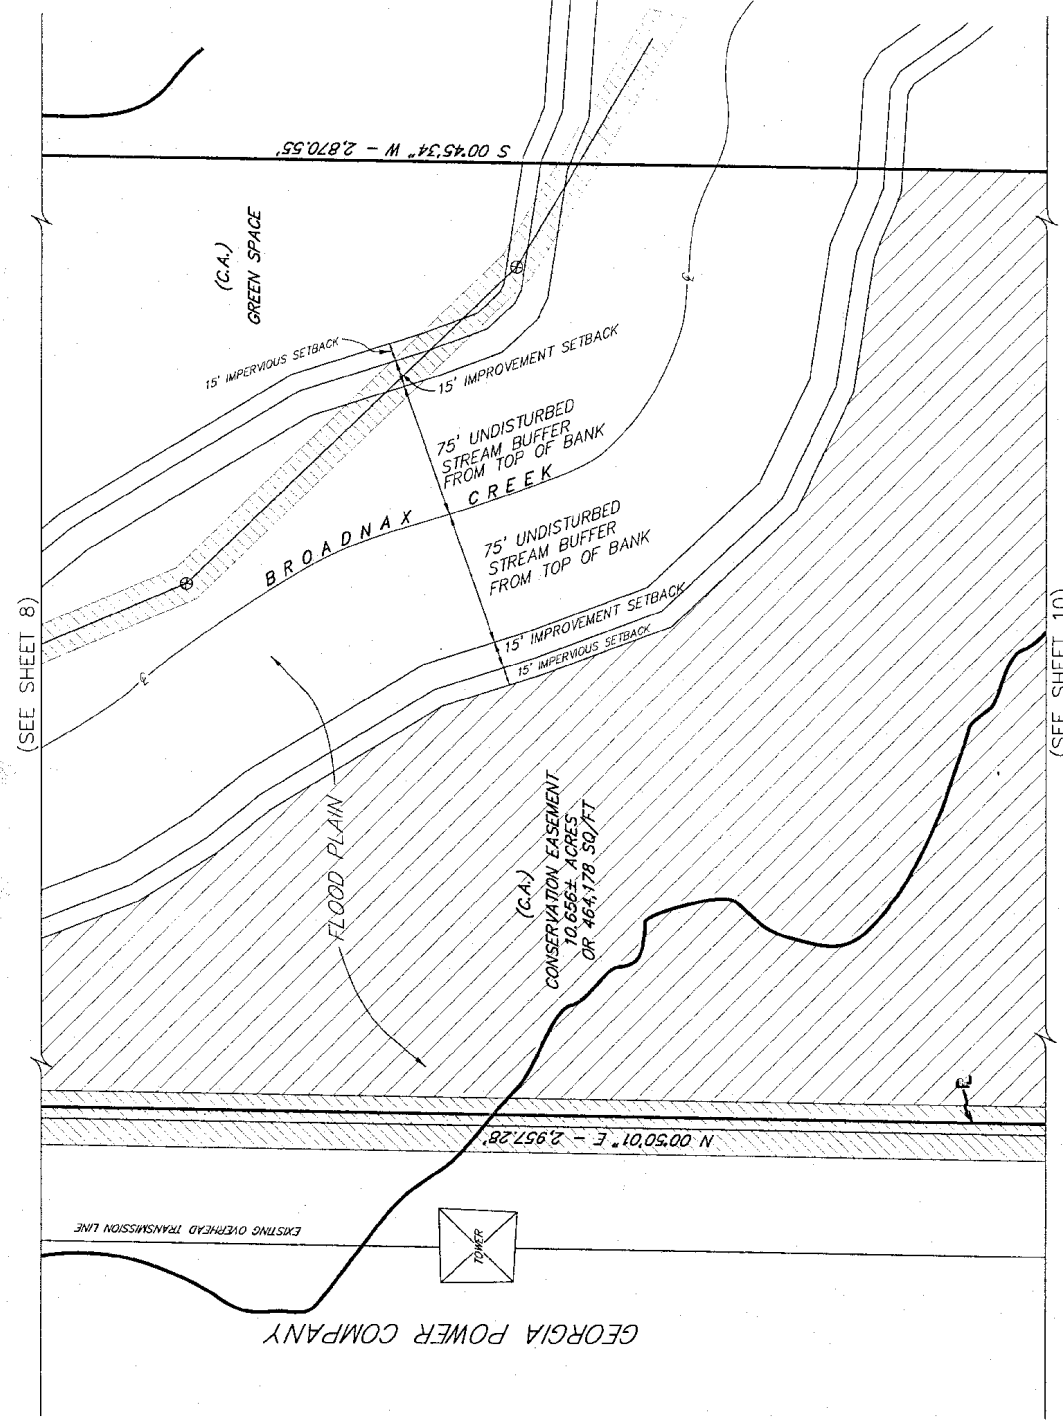 S 00°45'34" W - 2,870.55'
(C.A.)
GREEN SPACE
15' IMPERVIOUS SETBACK
15' IMPROVEMENT SETBACK
75' UNDISTURBED
STREAM BUFFER
FROM TOP OF BANK
BROADNAX CREEK
75' UNDISTURBED
STREAM BUFFER
FROM TOP OF BANK
15' IMPROVEMENT SETBACK
15' IMPERVIOUS SETBACK
(SEE SHEET 8)
(SEE SHEET 10)
FLOOD PLAIN
(C.A.)
CONSERVATION EASEMENT
10.656± ACRES
OR 464,178 SQ/FT
N 00°50'01" E - 2,957.28'
EXISTING OVERHEAD TRANSMISSION LINE
TOWER
GEORGIA POWER COMPANY